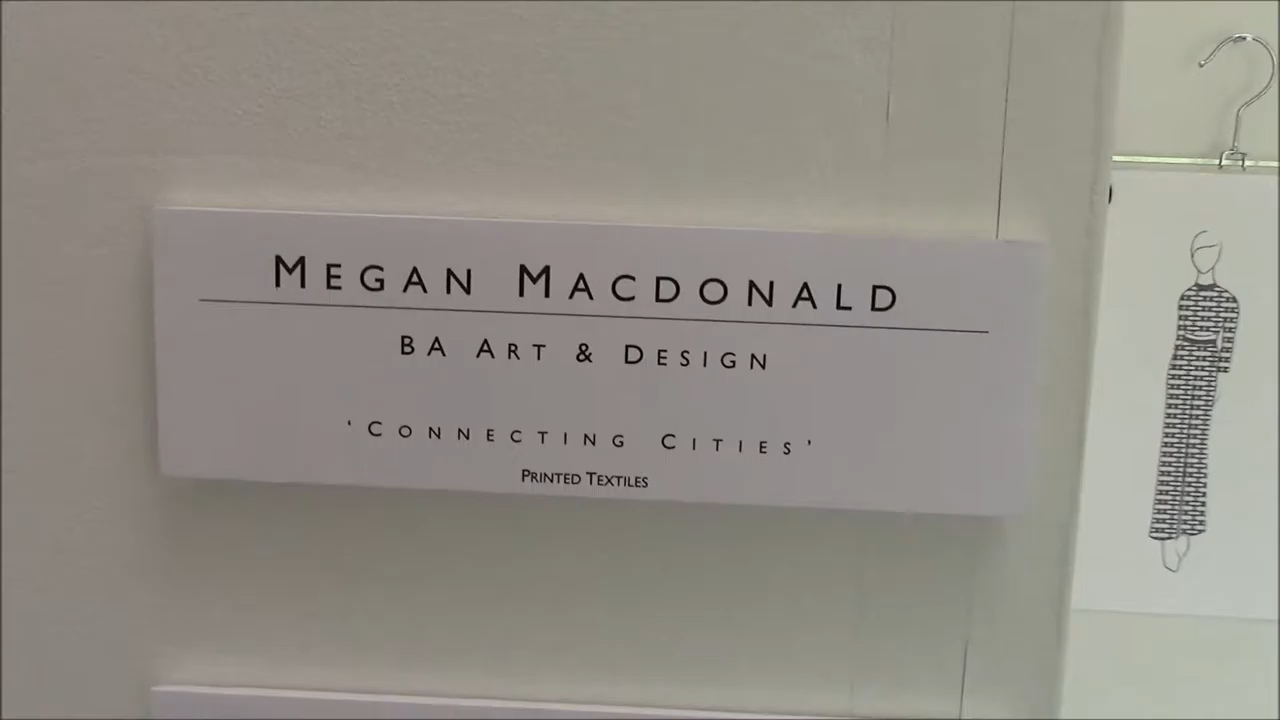 MEGAN MACDONALD
BA ART & DESIGN
'CONNECTING CITIES'
PRINTED TEXTILES